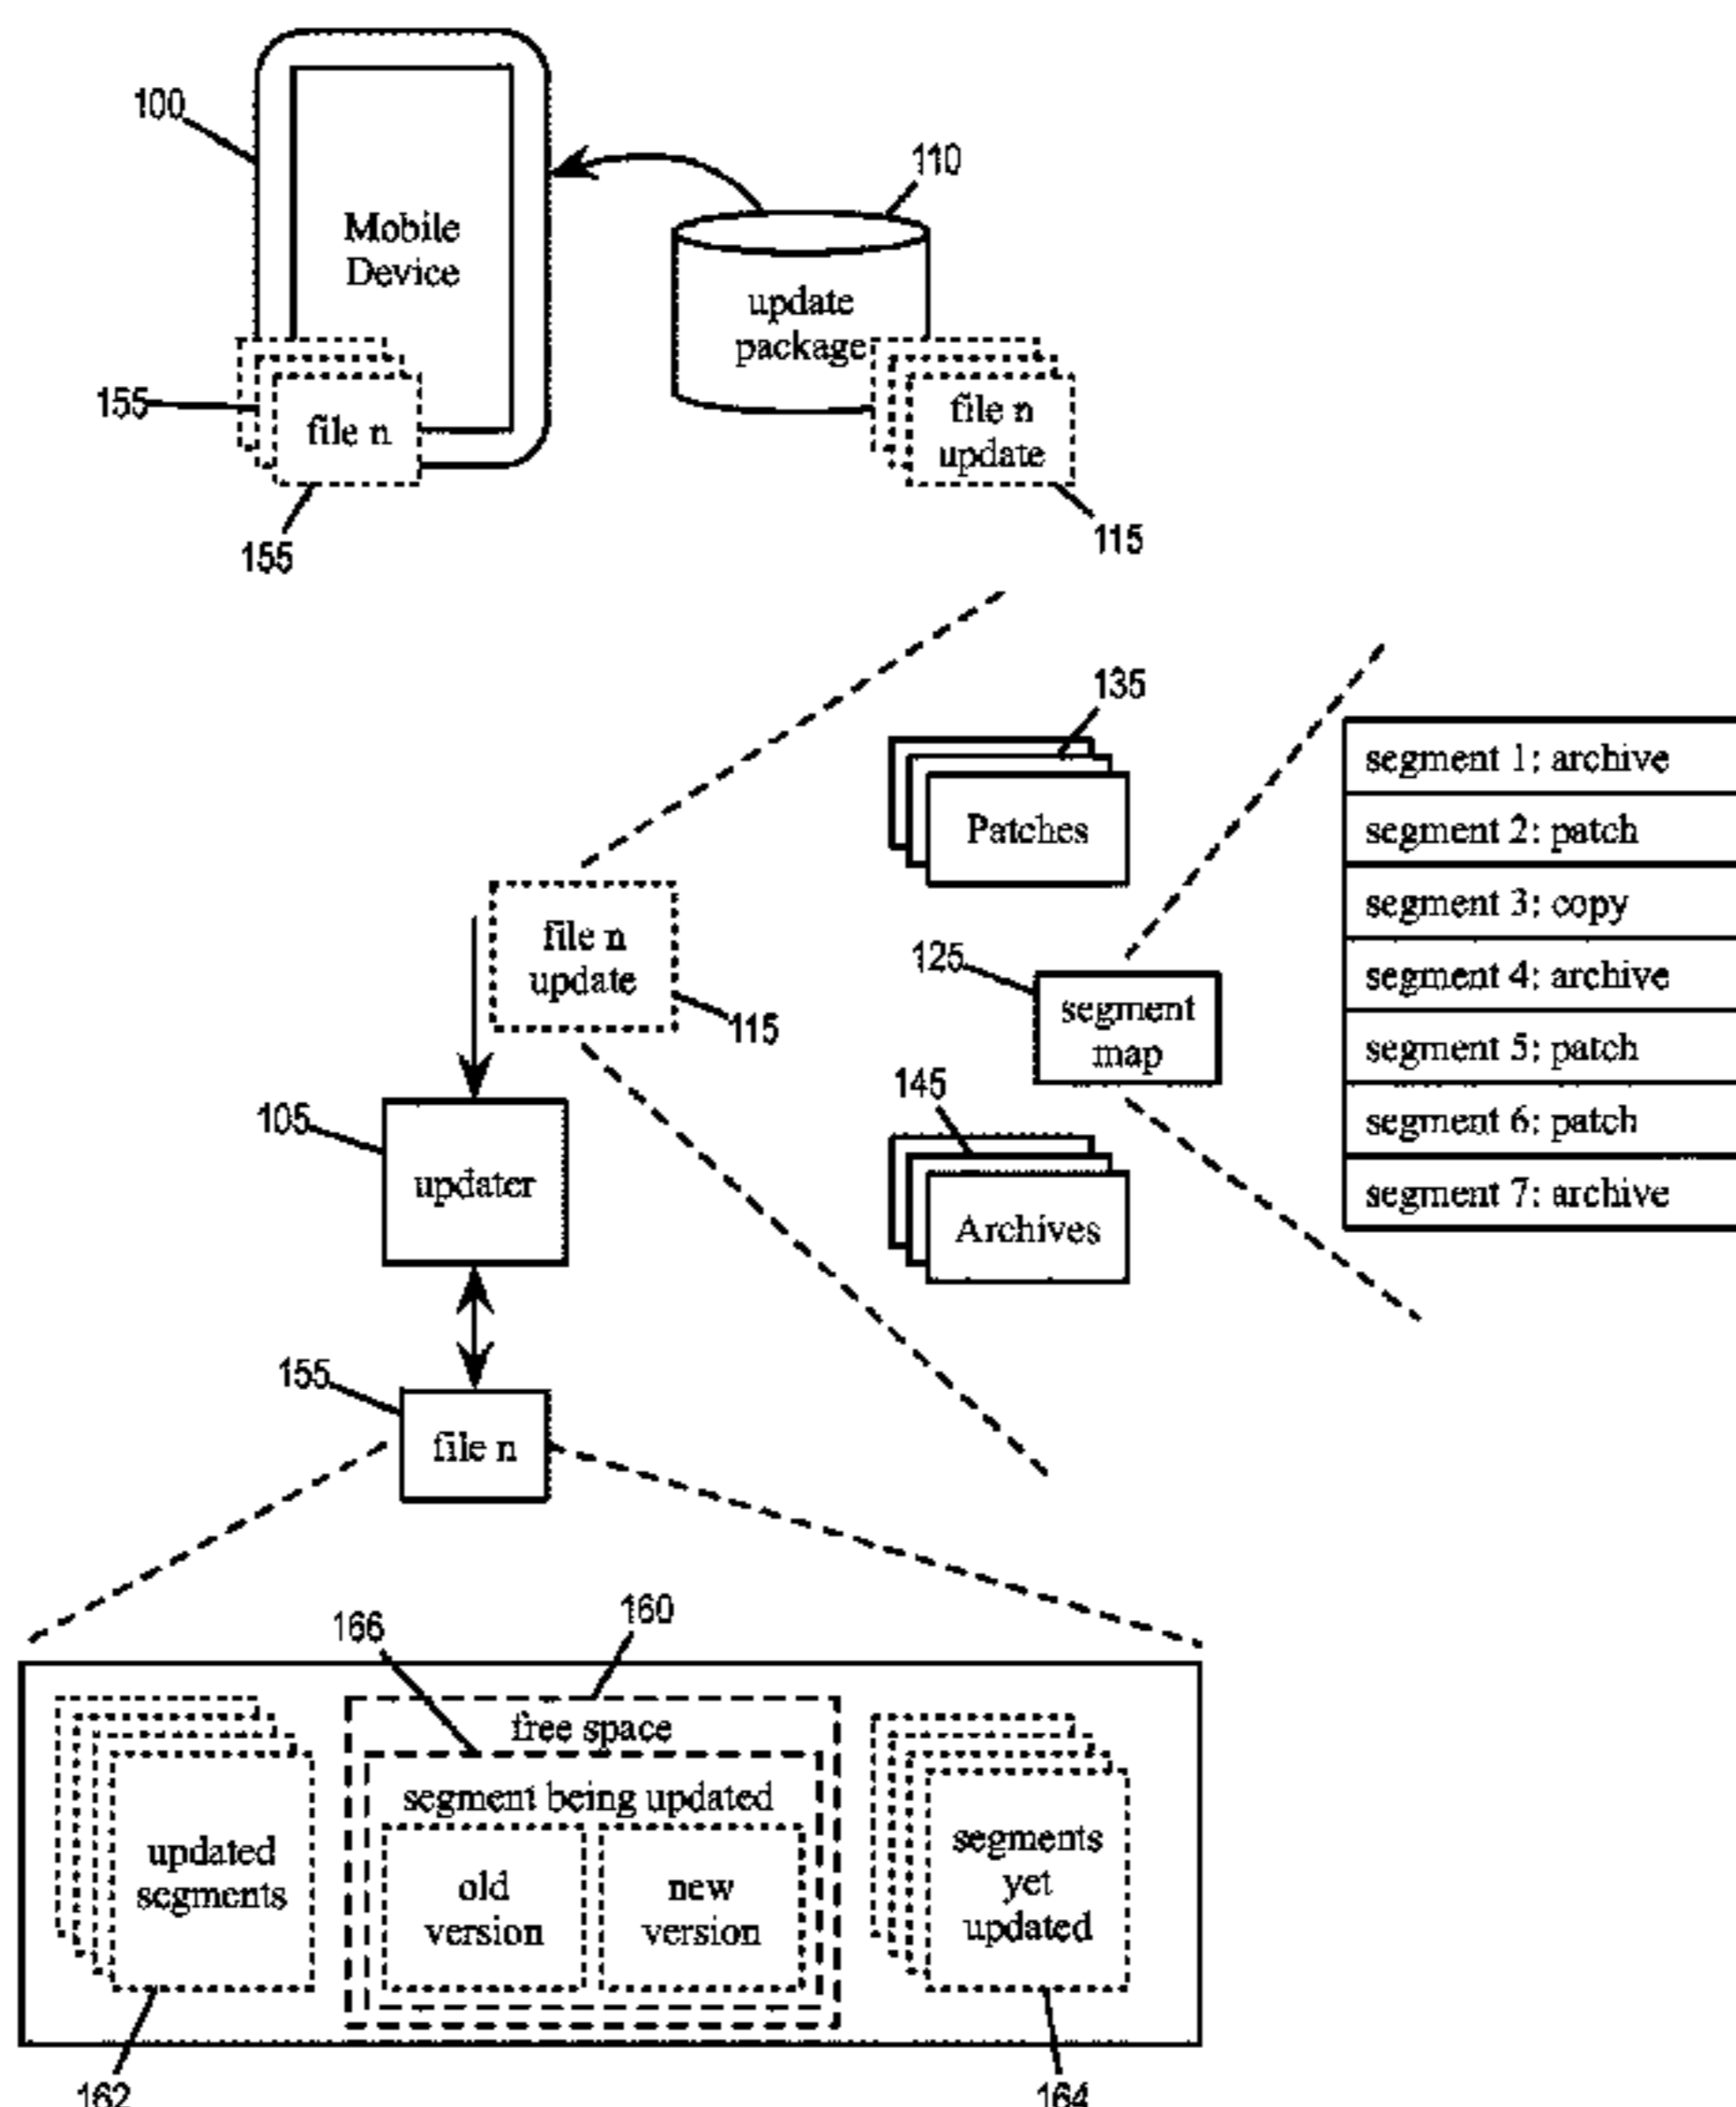 100
110
Mobile
Device
update
package
155
file n
file n
update
155
115
135
segment 1: archive
Patches
segment 2: patch
segment 3: copy
file n
update
125
segment 4: archive
segment
map
115
segment 5: patch
145
105
segment 6: patch
updater
Archives
segment 7: archive
155
file n
166
160
free space
segment being updated
updated
segments
old
version
new
version
segments
yet
updated
162
164